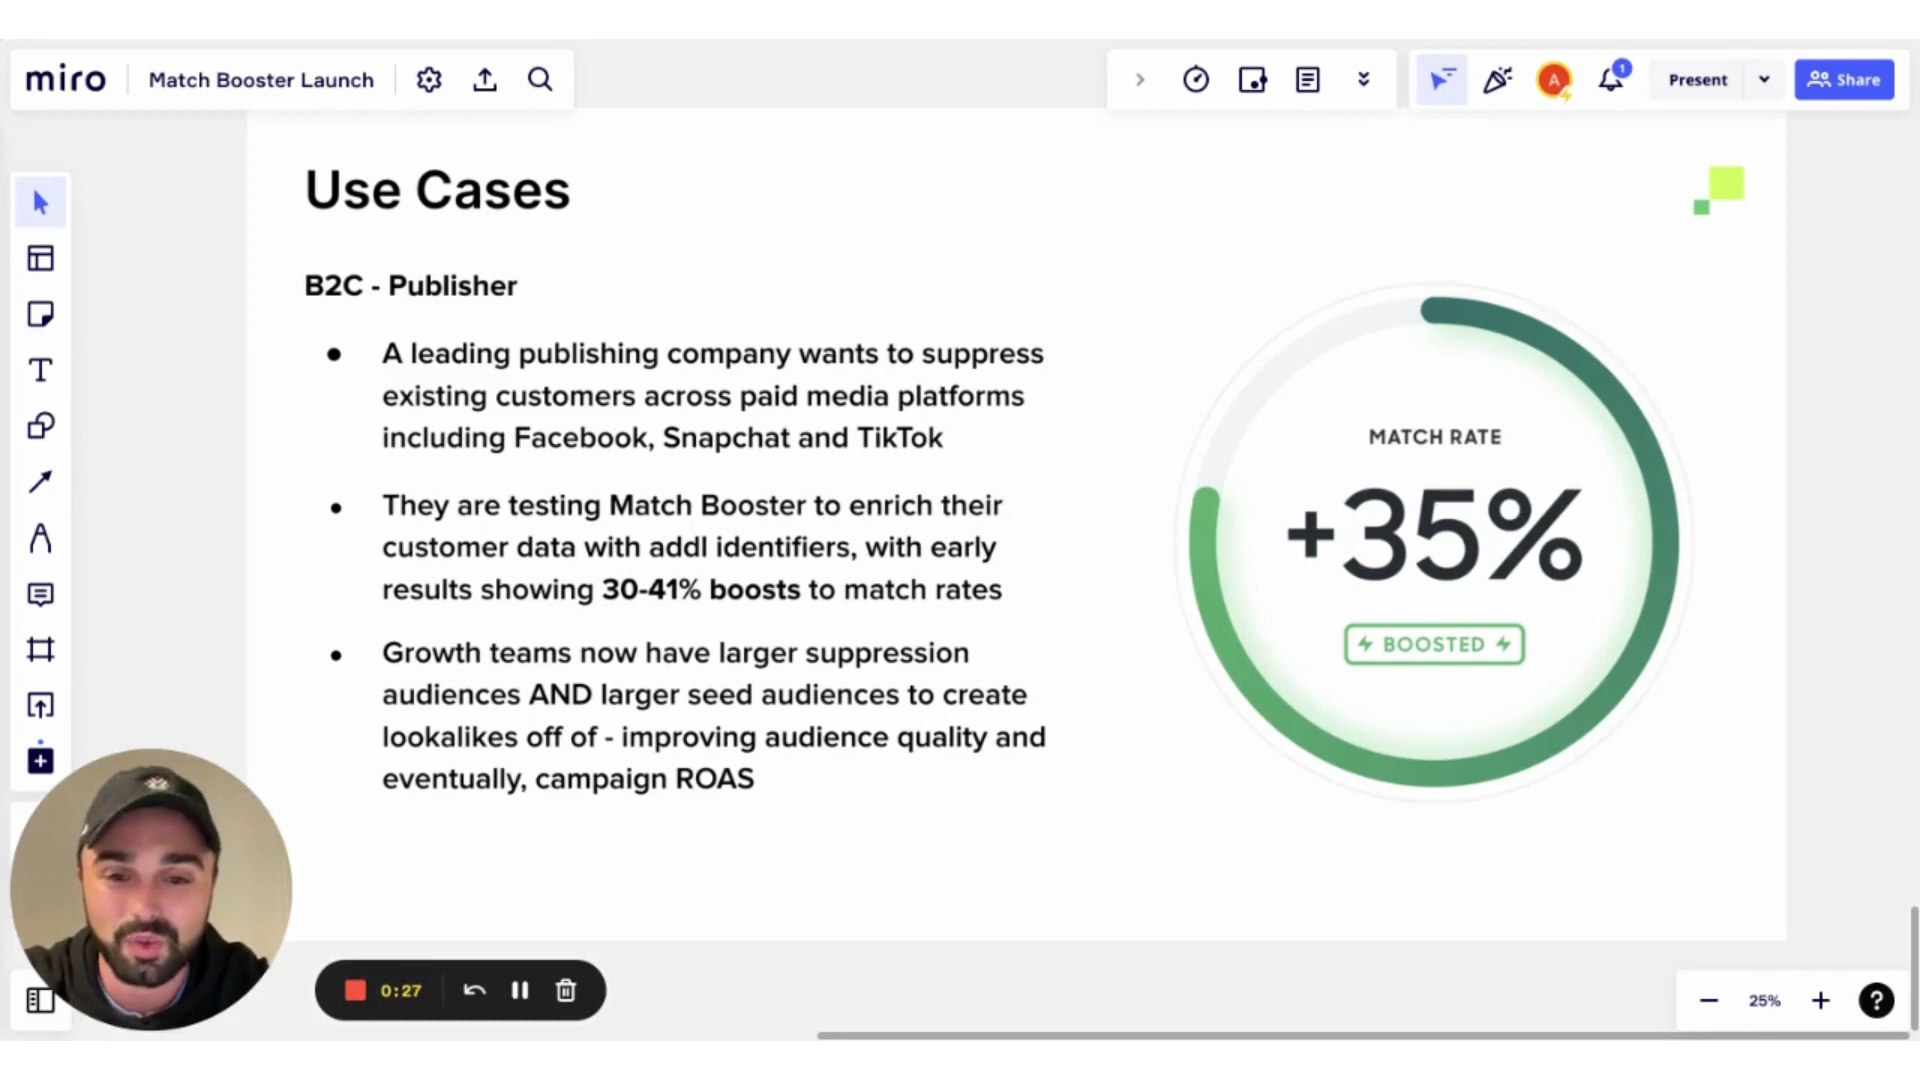 miro
Match Booster Launch
A
1
Present
Share
Use Cases
B2C - Publisher
● A leading publishing company wants to suppress
existing customers across paid media platforms
including Facebook, Snapchat and TikTok
● They are testing Match Booster to enrich their
customer data with addl identifiers, with early
results showing 30-41% boosts to match rates
● Growth teams now have larger suppression
audiences AND larger seed audiences to create
lookalikes off of - improving audience quality and
eventually, campaign ROAS
MATCH RATE
+35%
BOOSTED
0:27
25%
?